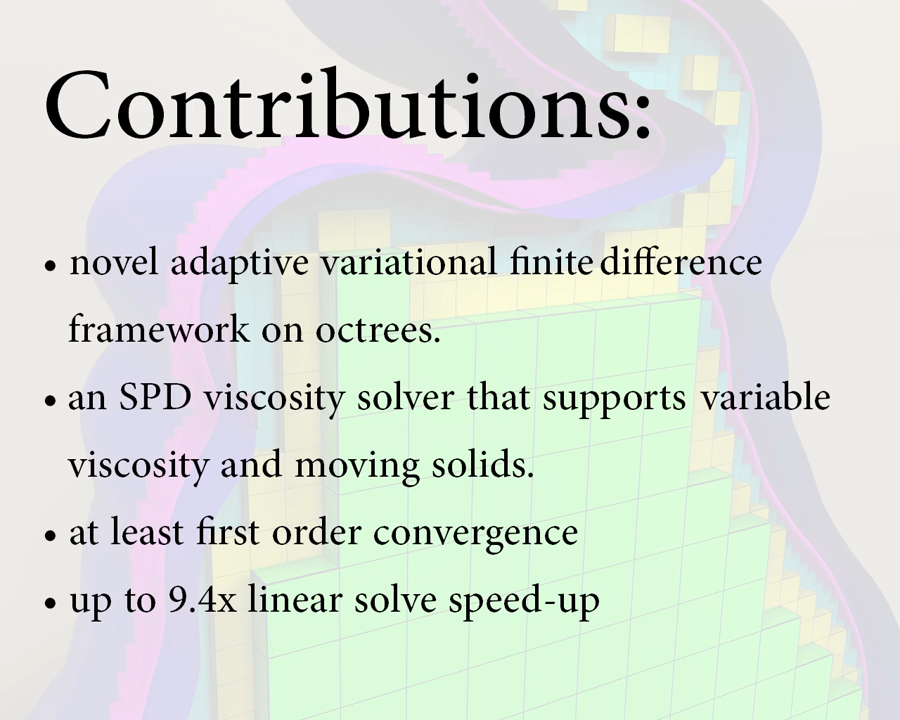 Contributions:
• novel adaptive variational finite difference
framework on octrees.
• an SPD viscosity solver that supports variable
viscosity and moving solids.
• at least first order convergence
• up to 9.4x linear solve speed-up